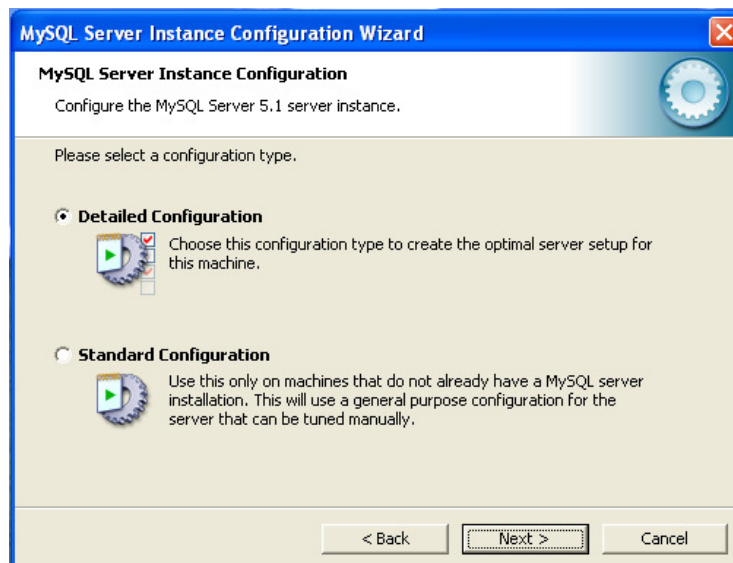 MySQL Server Instance Configuration Wizard
MySQL Server Instance Configuration
Configure the MySQL Server 5.1 server instance.
Please select a configuration type.
Detailed Configuration
Choose this configuration type to create the optimal server setup for
this machine.
Standard Configuration
Use this only on machines that do not already have a MySQL server
installation. This will use a general purpose configuration for the
server that can be tuned manually.
< Back
Next >
Cancel